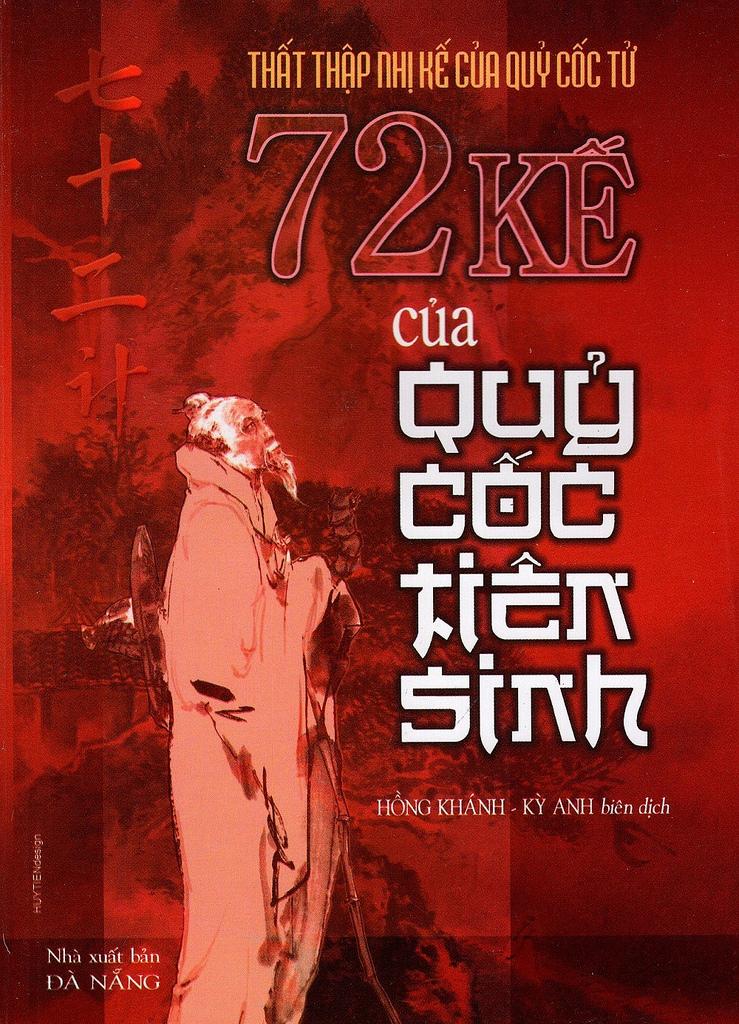 THẤT THẬP NHỊ KẾ CỦA QUỶ CỐC TỬ
七十二计
72 KẾ
của
QUỶ
CỐC
TIÊN
SINH
HỒNG KHÁNH - KỲ ANH biên dịch
HUYTIENdesign
Nhà xuất bản
ĐÀ NẴNG